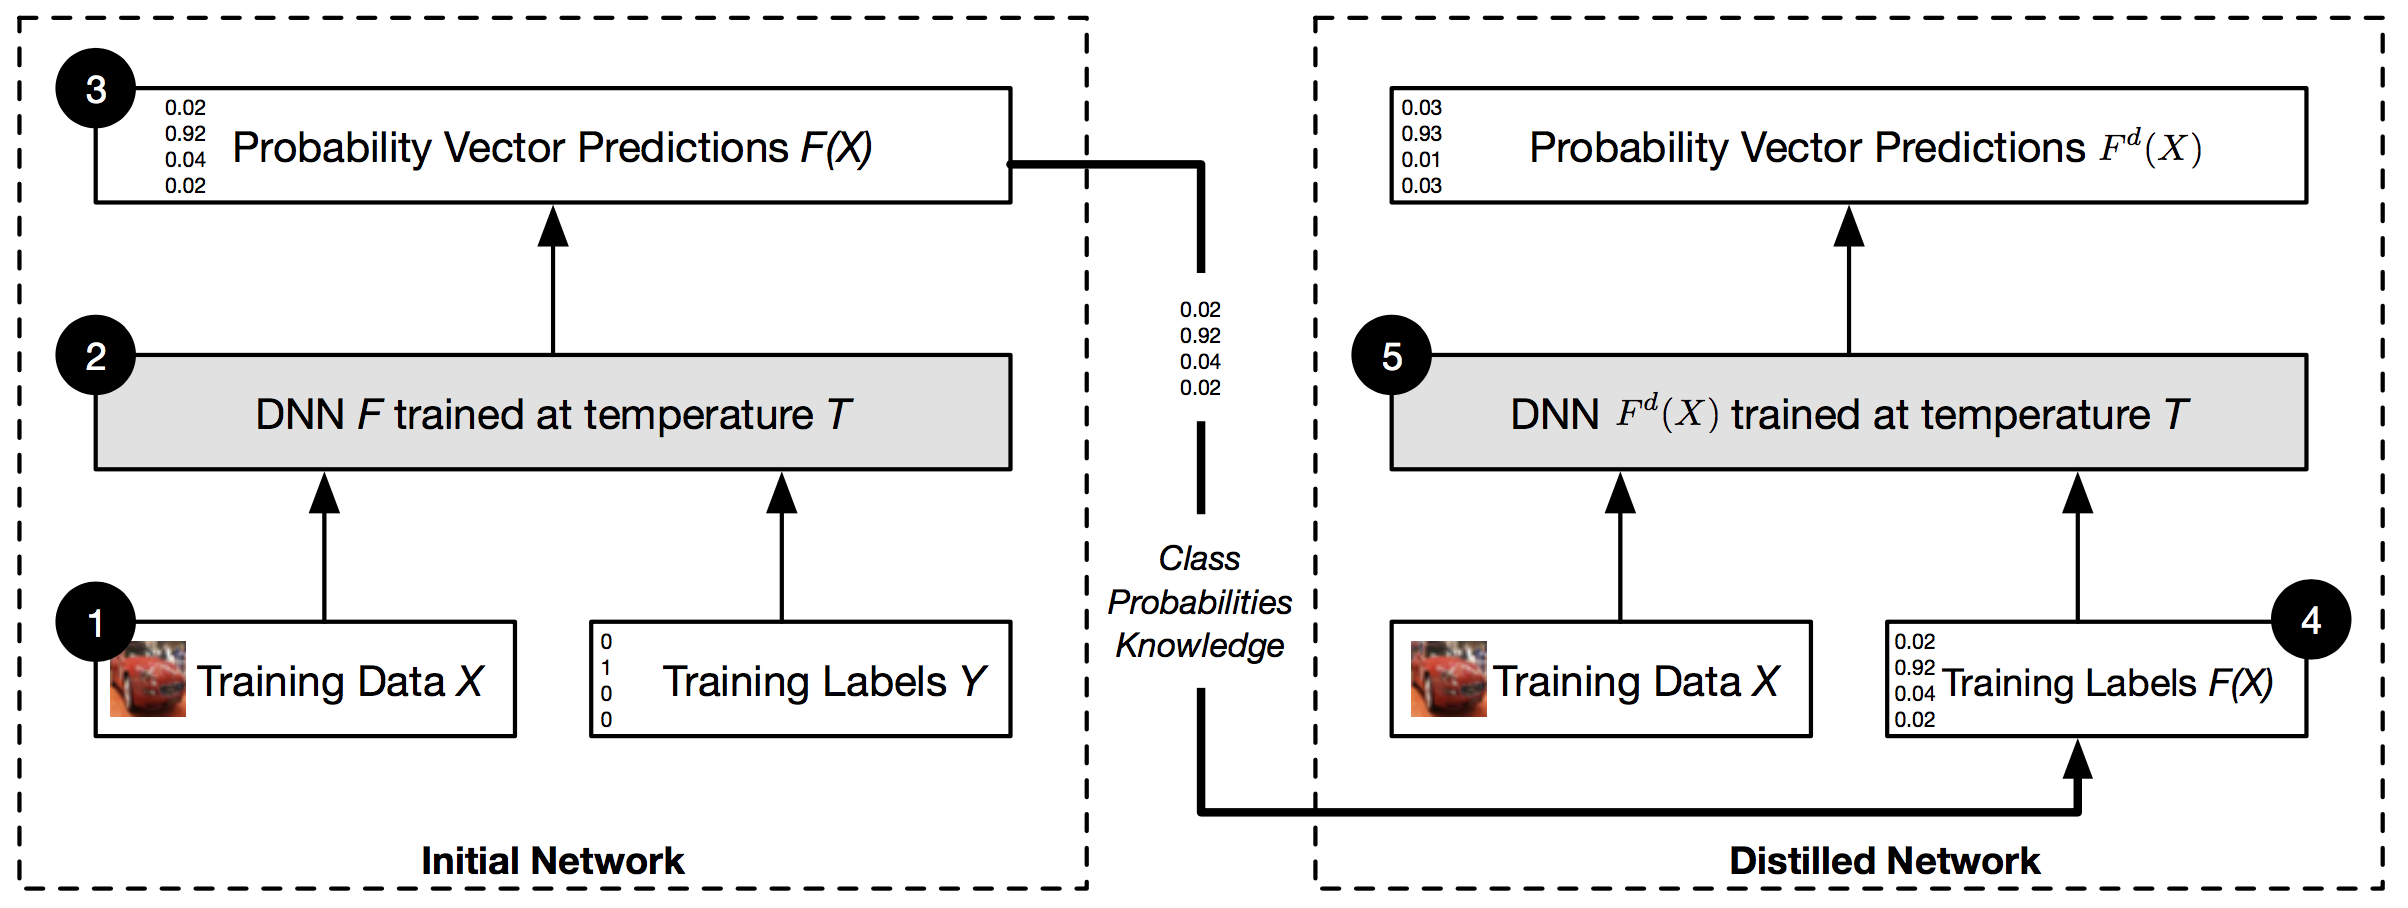 3
0.02
0.92
0.04
0.02
Probability Vector Predictions F(X)
2
DNN F trained at temperature T
1
Training Data X
0
1
0
0
Training Labels Y
Initial Network
0.02
0.92
0.04
0.02
Class
Probabilities
Knowledge
0.03
0.93
0.01
0.03
Probability Vector Predictions F^d(X)
5
DNN F^d(X) trained at temperature T
Training Data X
4
0.02
0.92
0.04
0.02
Training Labels F(X)
Distilled Network